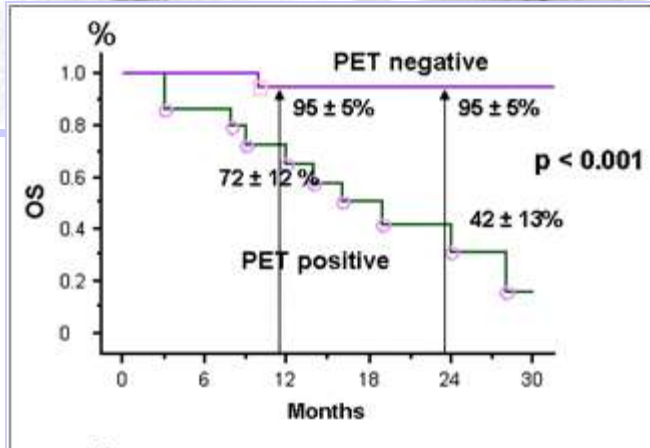 %
1.0
0.8
0.6
0.4
0.2
0
OS
PET negative
95 ± 5%
95 ± 5%
p < 0.001
72 ± 12 %
42 ± 13%
PET positive
0 6 12 18 24 30
Months